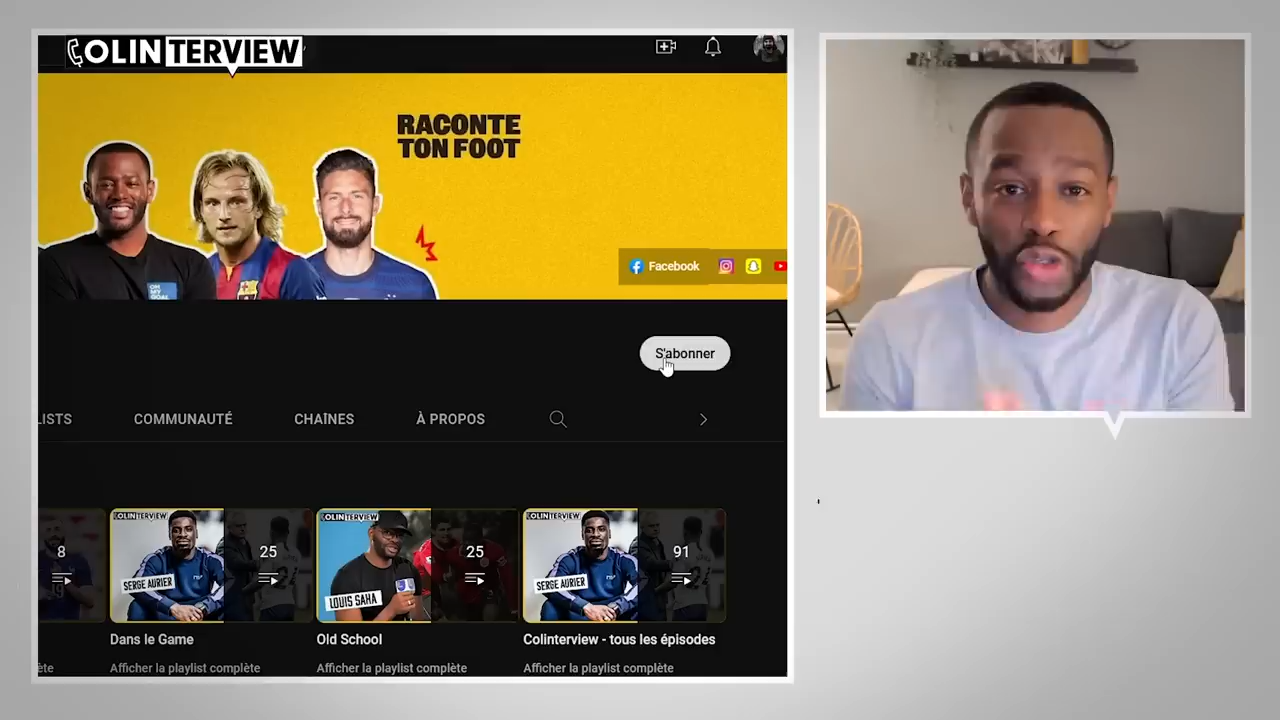 COLINTERVIEW
RACONTE
TON FOOT
Facebook
S'abonner
LISTS
COMMUNAUTÉ
CHAÎNES
À PROPOS
COLINTERVIEW
COLINTERVIEW
COLINTERVIEW
8
25
25
91
SERGE AURIER
LOUIS SAHA
SERGE AURIER
Dans le Game
Old School
Colinterview - tous les épisodes
ète
Afficher la playlist complète
Afficher la playlist complète
Afficher la playlist complète